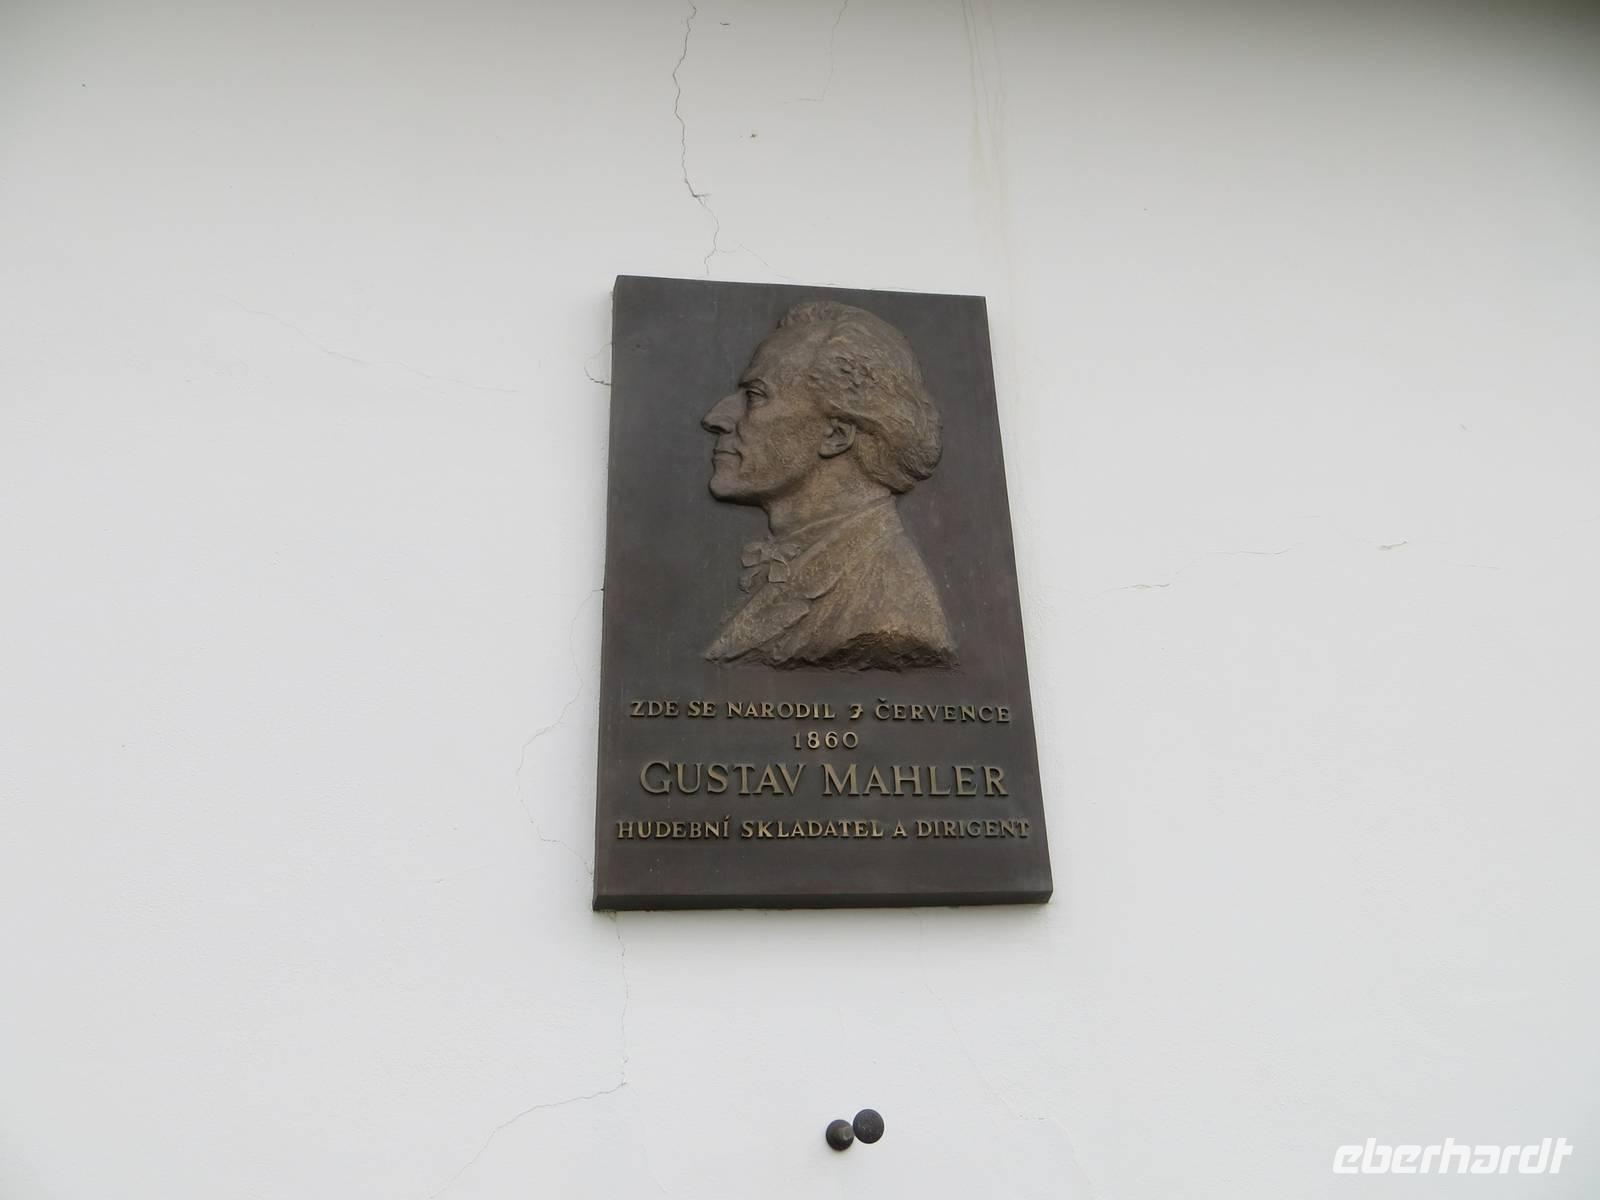 ZDE SE NARODIL 7 ČERVENCE
1860
GUSTAV MAHLER
HUDEBNÍ SKLADATEL A DIRIGENT
eberhardt